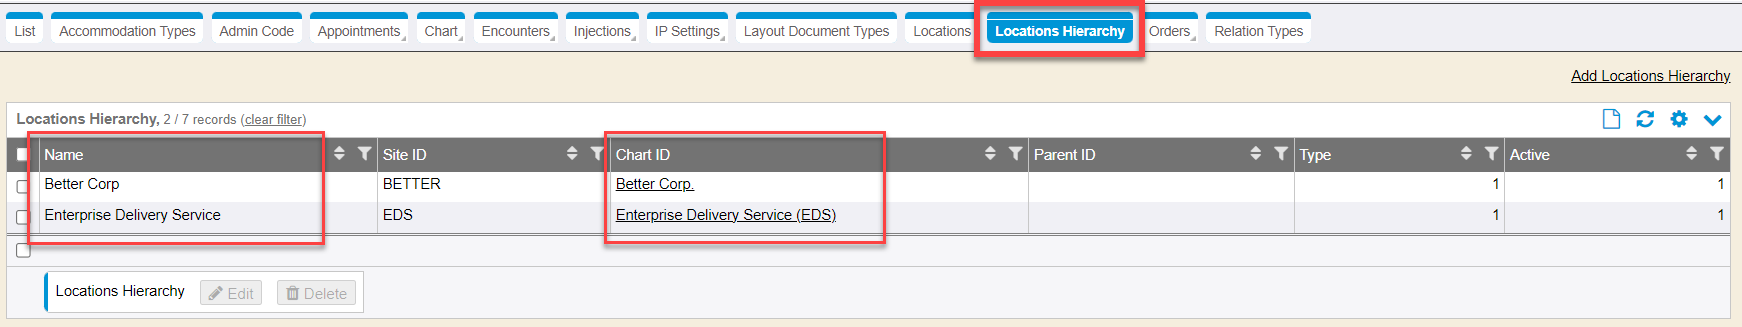 List Accommodation Types Admin Code Appointments Chart Encounters Injections IP Settings Layout Document Types Locations Locations Hierarchy Orders Relation Types
Add Locations Hierarchy
Locations Hierarchy, 2 / 7 records (clear filter)
Name Site ID Chart ID Parent ID Type Active
Better Corp BETTER Better Corp. 1 1
Enterprise Delivery Service EDS Enterprise Delivery Service (EDS) 1 1
Locations Hierarchy Edit Delete